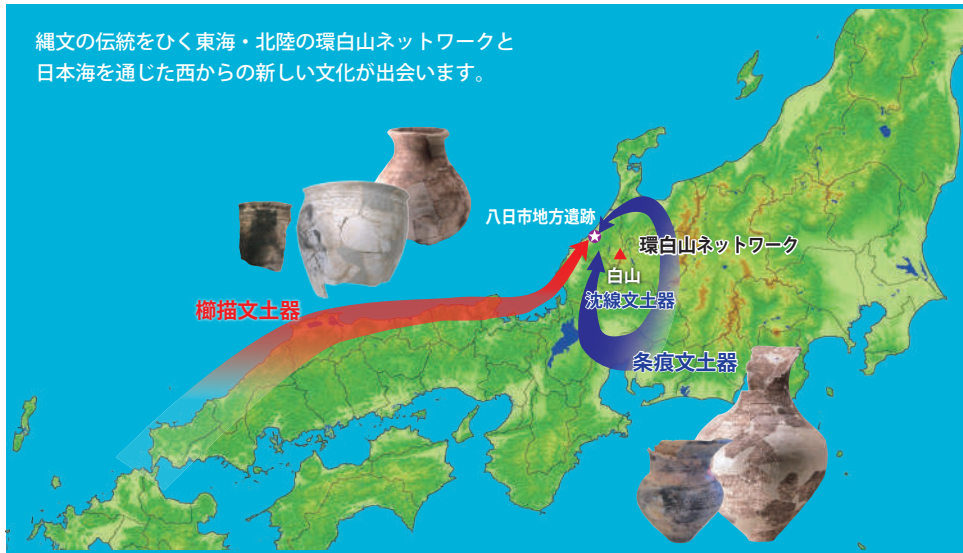 縄文の伝統をひく東海・北陸の環白山ネットワークと
日本海を通じた西からの新しい文化が出会います。
八日市地方遺跡
環白山ネットワーク
白山
沈線文土器
櫛描文土器
条痕文土器